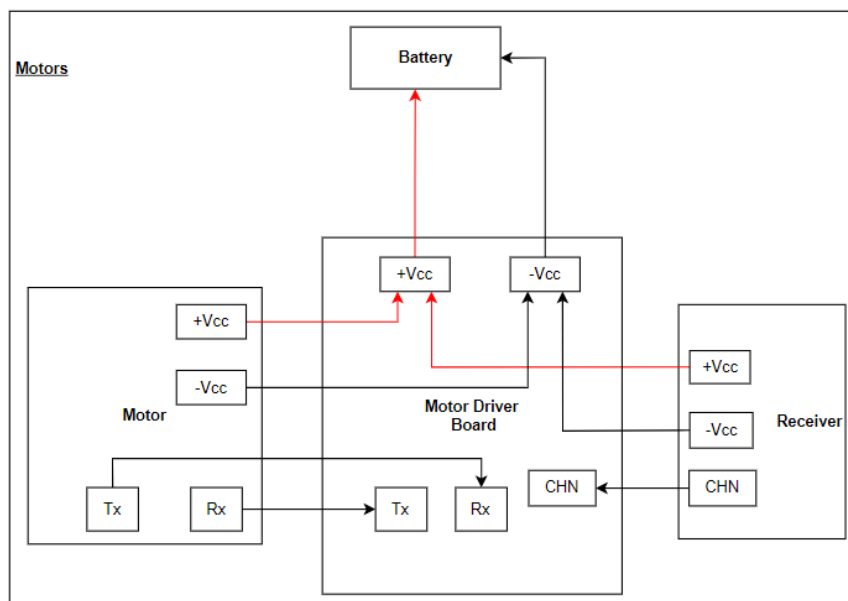 Battery
Motors
+Vcc
-Vcc
+Vcc
+Vcc
-Vcc
Motor
Motor Driver
Board
-Vcc
Receiver
Tx
Rx
Tx
Rx
CHN
CHN